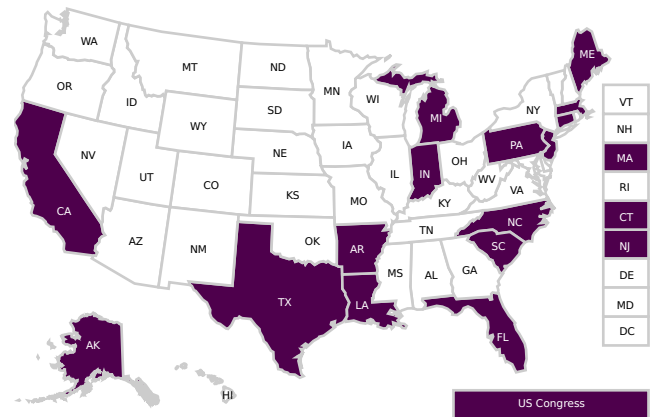 WA
OR
CA
NV
ID
MT
WY
UT
AZ
CO
NM
ND
SD
NE
KS
OK
TX
MN
IA
MO
AR
LA
WI
IL
MS
MI
IN
KY
TN
AL
OH
WV
VA
NC
SC
GA
FL
PA
NY
ME
AK
HI
VT
NH
MA
RI
CT
NJ
DE
MD
DC
US Congress